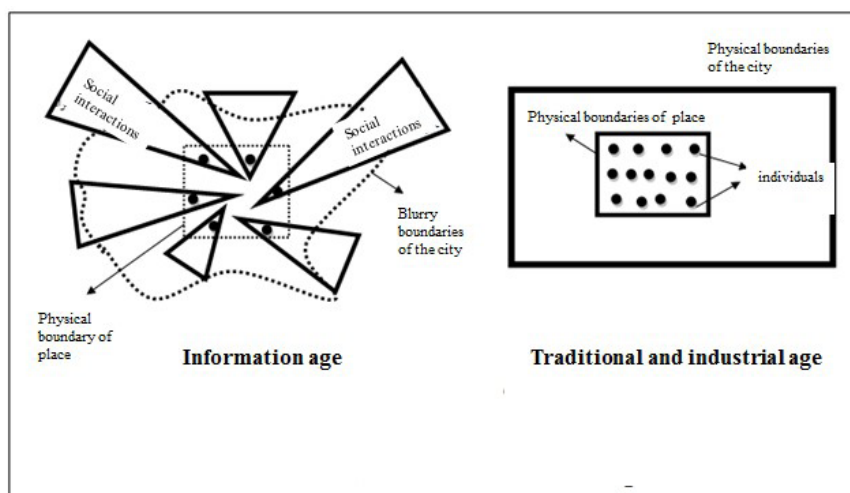 Social
interactions
Social
interactions
Blurry
boundaries
of the city
Physical
boundary of
place
Information age
Physical boundaries
of the city
Physical boundaries of place
individuals
Traditional and industrial age